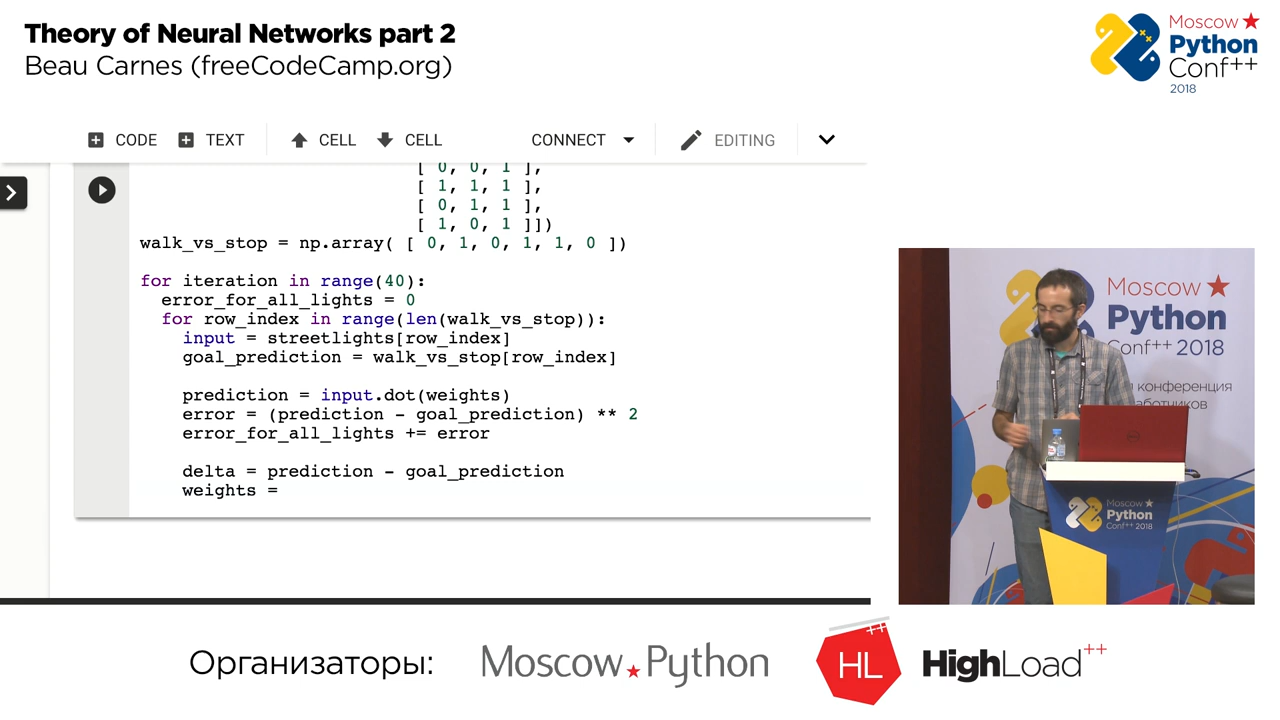 Theory of Neural Networks part 2
Beau Carnes (freeCodeCamp.org)
Moscow
Python
Conf++
2018
CODE TEXT CELL CELL CONNECT EDITING
[ 0, 0, 1 ],
[ 1, 1, 1 ],
[ 0, 1, 1 ],
[ 1, 0, 1 ]])
walk_vs_stop = np.array( [ 0, 1, 0, 1, 1, 0 ])
for iteration in range(40):
error_for_all_lights = 0
for row_index in range(len(walk_vs_stop)):
input = streetlights[row_index]
goal_prediction = walk_vs_stop[row_index]
prediction = input.dot(weights)
error = (prediction - goal_prediction) ** 2
error_for_all_lights += error
delta = prediction - goal_prediction
weights =
Moscow
Python
Conf++ 2018
конференция
Moscow
Python
Conf++ 2018
Организаторы: Moscow Python HL++ HighLoad++